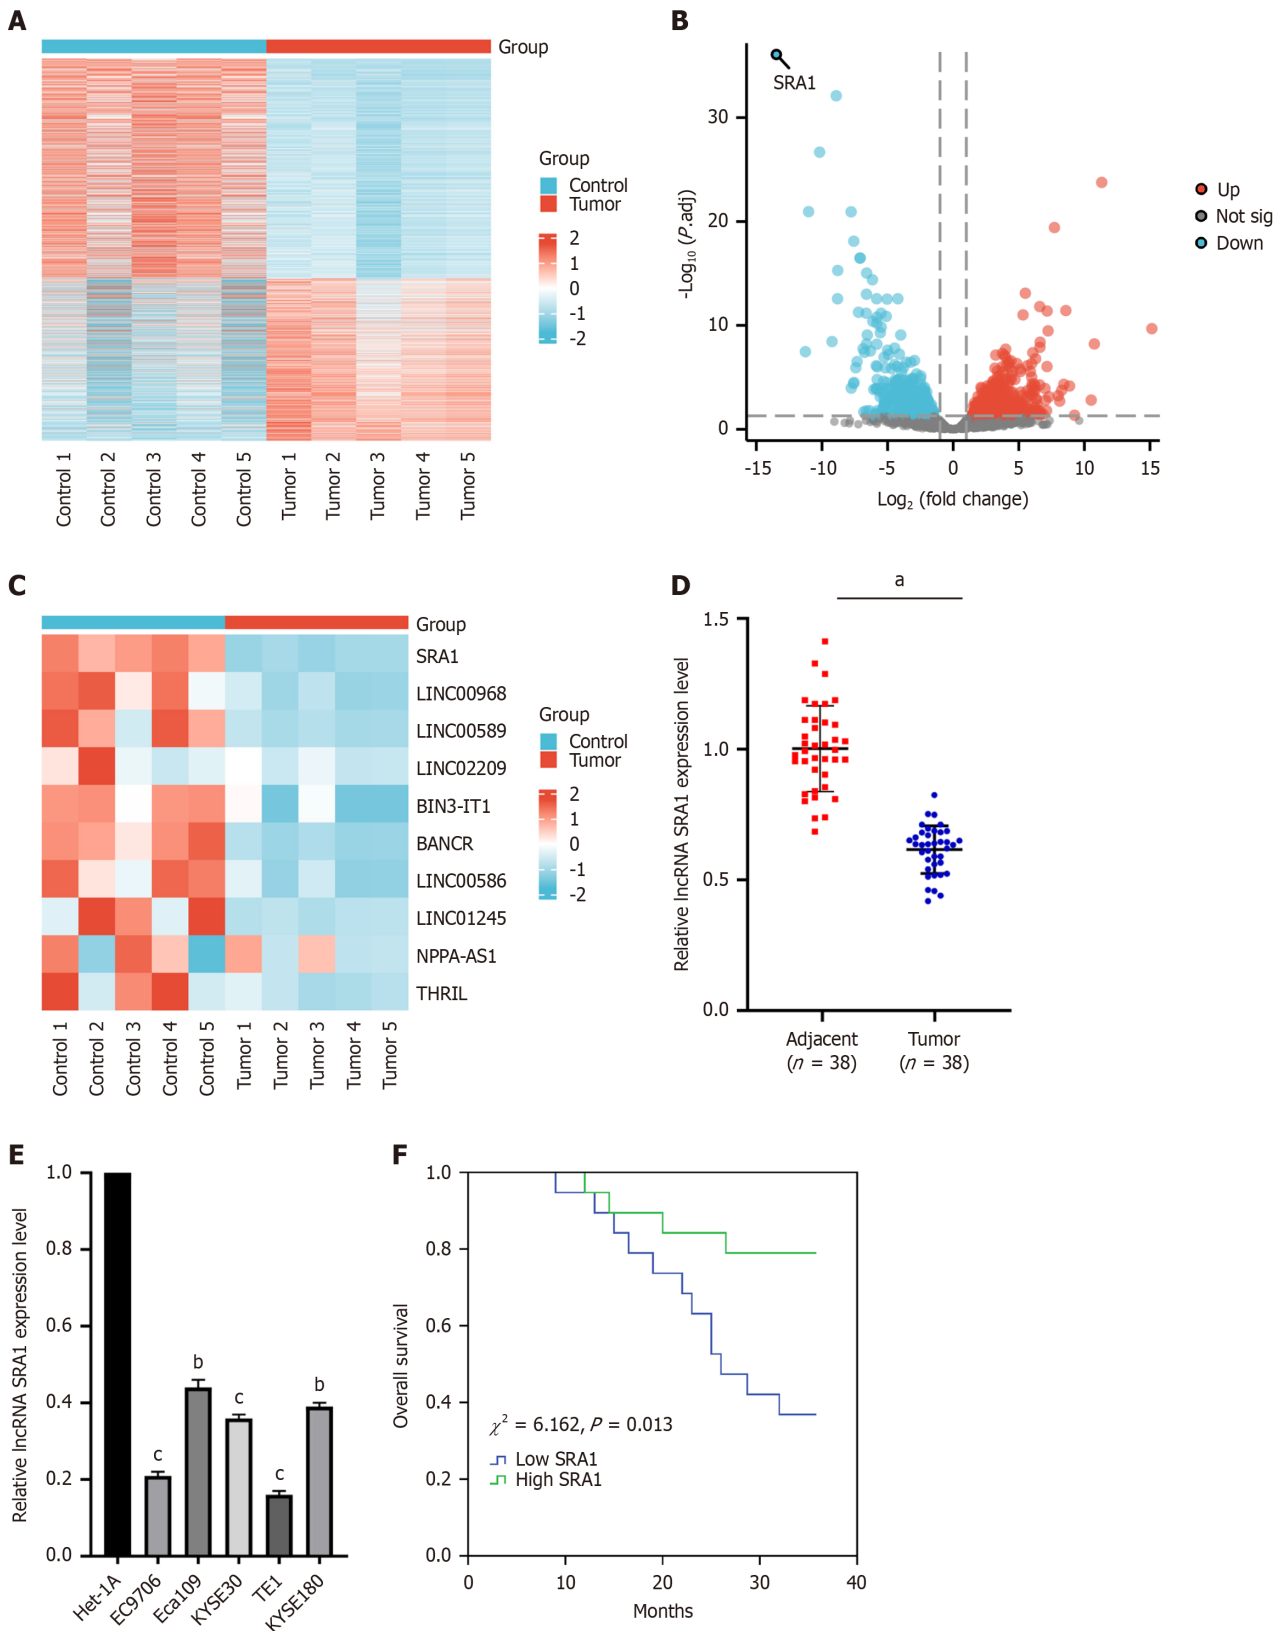 A
Group
Group
Control
Tumor
2
1
0
-1
-2
Control 1
Control 2
Control 3
Control 4
Control 5
Tumor 1
Tumor 2
Tumor 3
Tumor 4
Tumor 5
B
SRA1
30
20
10
0
-Log10 (P.adj)
-15 -10 -5 0 5 10 15
Log2 (fold change)
Up
Not sig
Down
C
Group
SRA1
LINC00968
LINC00589
LINC02209
BIN3-IT1
BANCR
LINC00586
LINC01245
NPPA-AS1
THRIL
Group
Control
Tumor
2
1
0
-1
-2
Control 1
Control 2
Control 3
Control 4
Control 5
Tumor 1
Tumor 2
Tumor 3
Tumor 4
Tumor 5
D
a
1.5
1.0
0.5
0.0
Relative lncRNA SRA1 expression level
Adjacent
(n = 38)
Tumor
(n = 38)
E
1.0
0.8
0.6
0.4
0.2
0.0
Relative lncRNA SRA1 expression level
c
b
c
c
b
Het-1A
EC9706
Eca109
KYSE30
TE1
KYSE180
F
1.0
0.8
0.6
0.4
0.2
0.0
Overall survival
χ2 = 6.162, P = 0.013
Low SRA1
High SRA1
0 10 20 30 40
Months